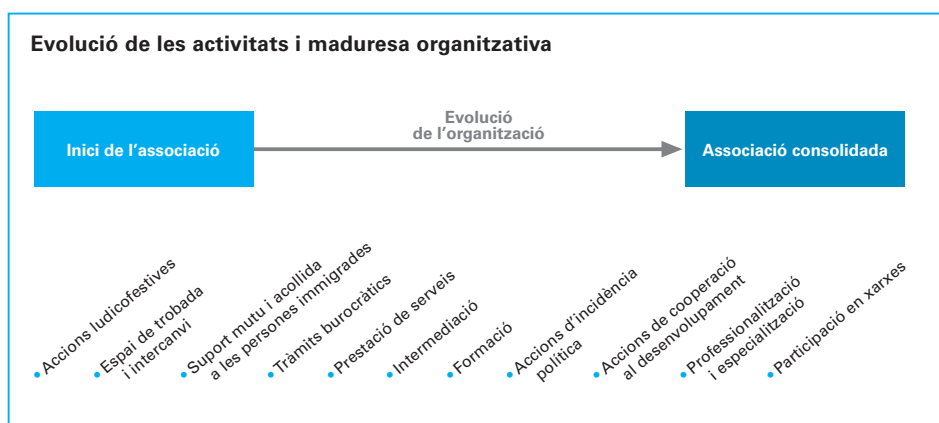 Evolució de les activitats i maduresa organitzativa
Inici de l'associació
Evolució
de l'organització
Associació consolidada
• Accions ludicofestives
• Espai de trobada
i intercanvi
• Suport mutu i acollida
a les persones immigrades
• Tràmits burocràtics
• Prestació de serveis
• Intermediació
• Formació
• Accions d'incidència
política
• Accions de cooperació
al desenvolupament
• Professionalització
i especialització
• Participació en xarxes